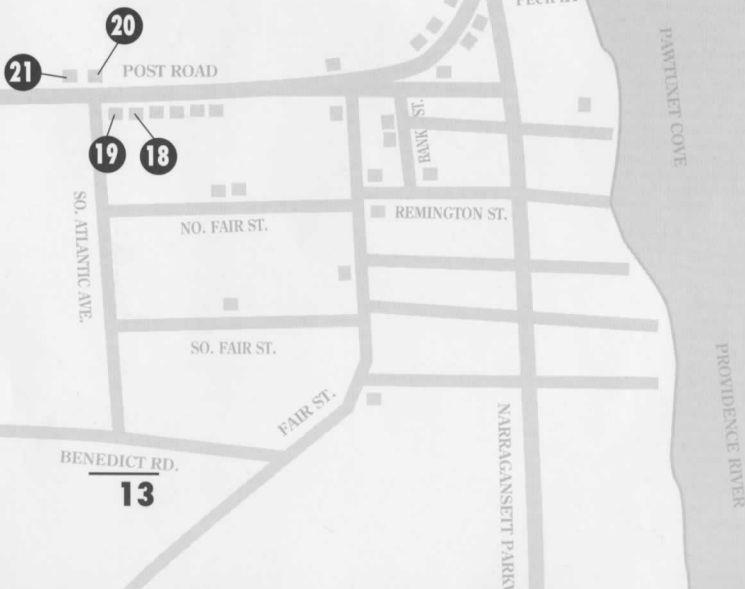 20
21
POST ROAD
19
18
BANK ST.
PAWTUXET COVE
SO. ATLANTIC AVE.
NO. FAIR ST.
REMINGTON ST.
SO. FAIR ST.
PROVIDENCE RIVER
FAIR ST.
BENEDICT RD.
NARRAGANSETT
13